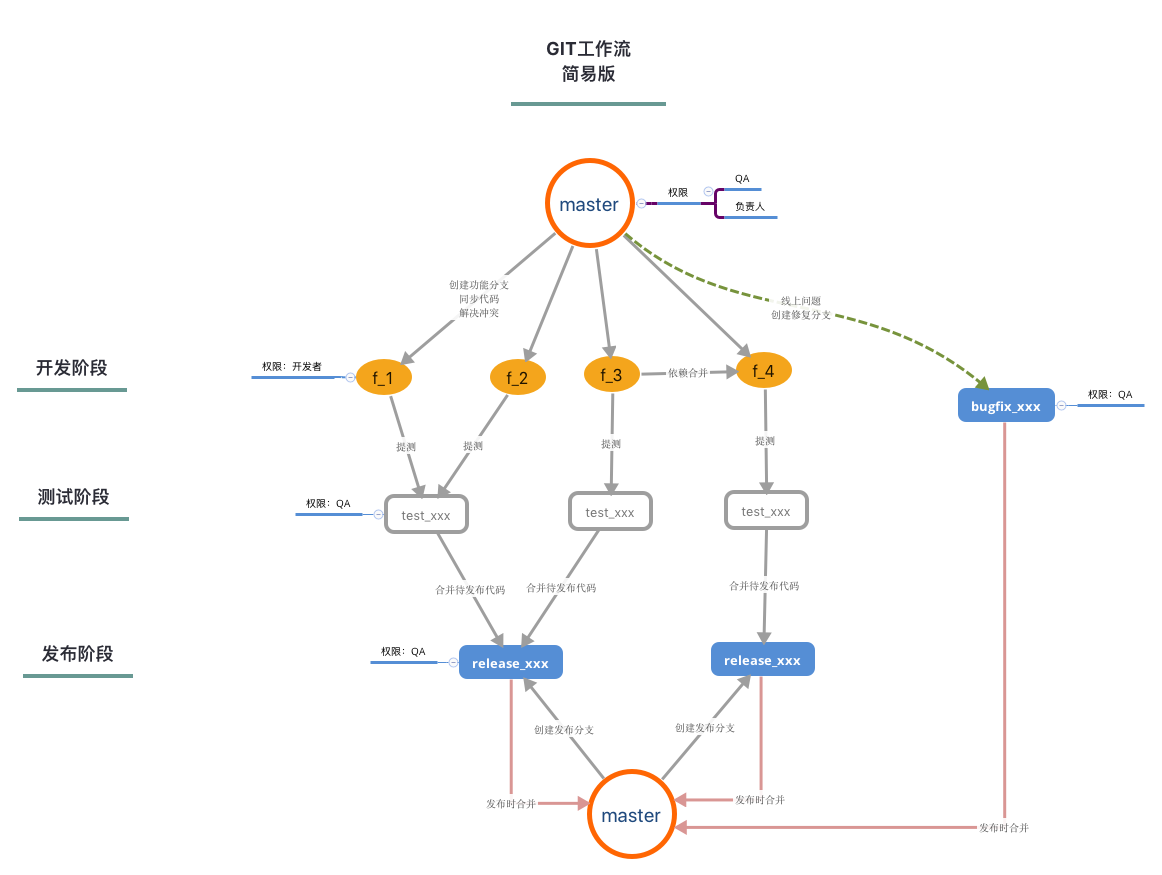 GIT工作流
简易版
master
权限
QA
负责人
创建功能分支
同步代码
解决冲突
线上问题
创建修复分支
开发阶段
权限：开发者
f_1
f_2
f_3
依赖合并
f_4
bugfix_xxx
权限：QA
提测
提测
提测
提测
测试阶段
权限：QA
test_xxx
test_xxx
test_xxx
合并待发布代码
合并待发布代码
合并待发布代码
发布阶段
权限：QA
release_xxx
release_xxx
创建发布分支
创建发布分支
发布时合并
master
发布时合并
发布时合并